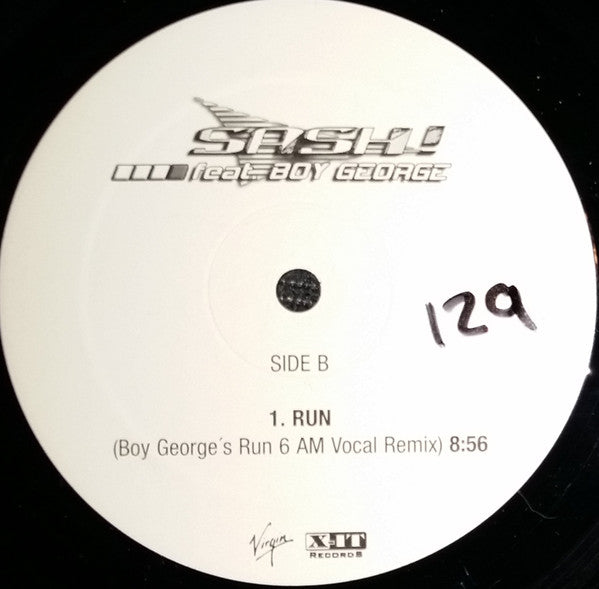 SASH!
feat. BOY GEORGE
129
SIDE B
1. RUN
(Boy George´s Run 6 AM Vocal Remix) 8:56
Virgin X-IT
RECORDS